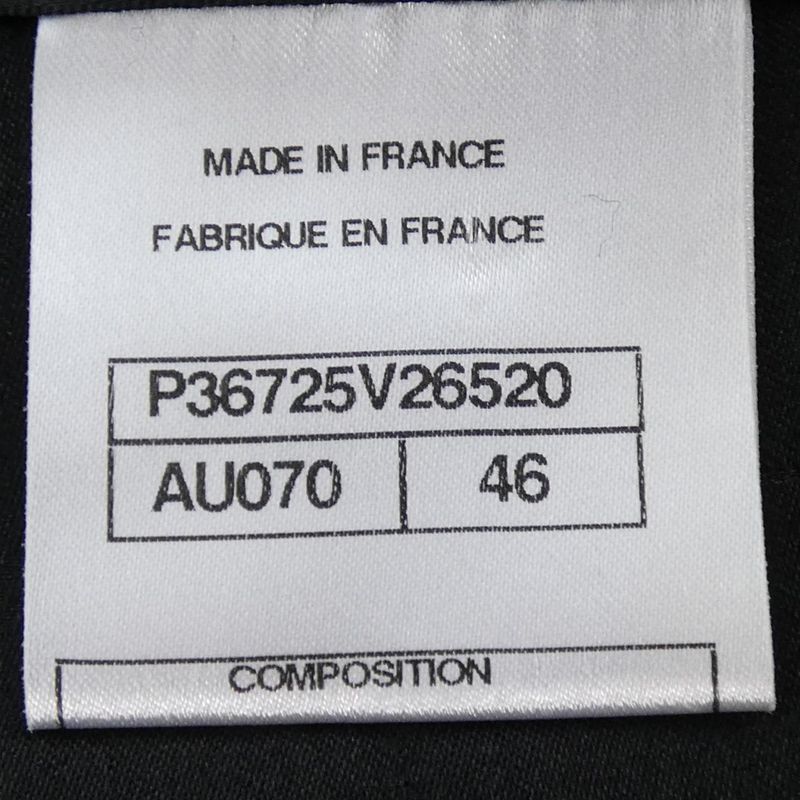 MADE IN FRANCE
FABRIQUE EN FRANCE
P36725V26520
AU070 46
COMPOSITION